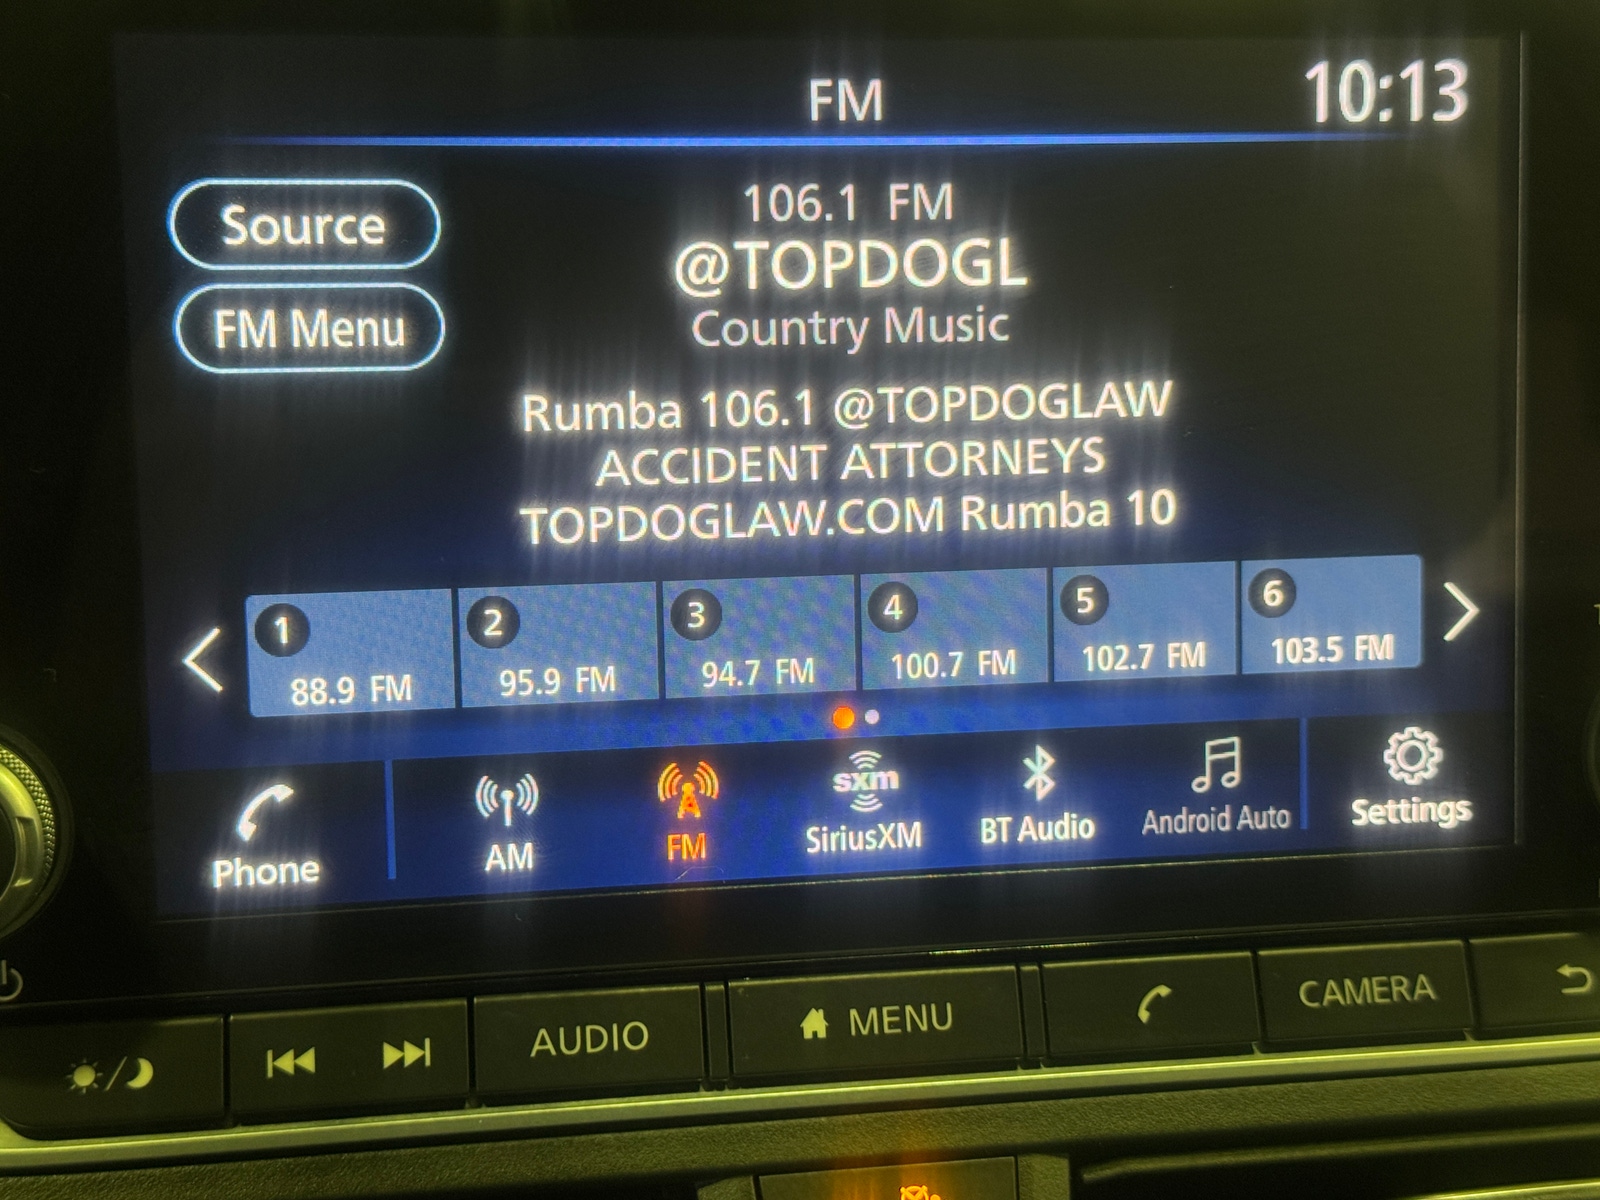 FM
10:13
Source
FM Menu
106.1 FM
@TOPDOGL
Country Music
Rumba 106.1 @TOPDOGLAW
ACCIDENT ATTORNEYS
TOPDOGLAW.COM Rumba 10
1
88.9 FM
2
95.9 FM
3
94.7 FM
4
100.7 FM
5
102.7 FM
6
103.5 FM
Phone
AM
A
FM
sxm
SiriusXM
BT Audio
Android Auto
Settings
AUDIO
MENU
CAMERA